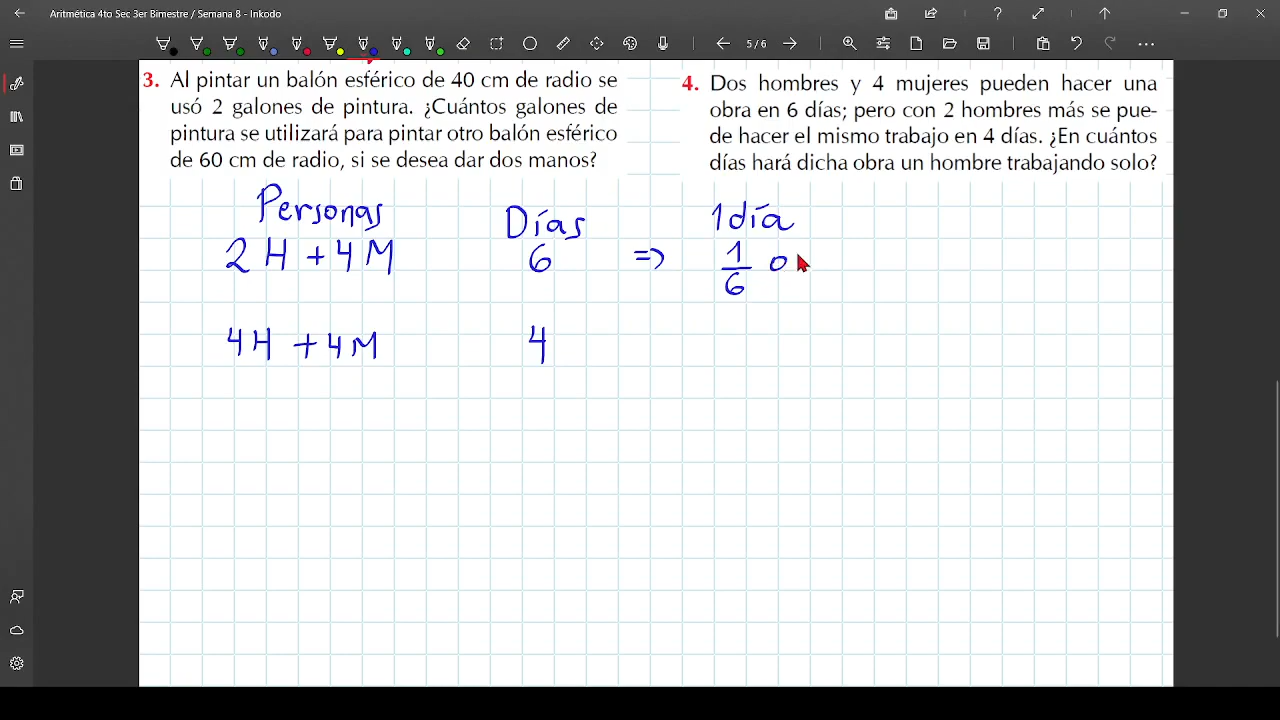 Aritmética 4to Sec 3er Bimestre / Semana 8 - Inkodo
5/6
3. Al pintar un balón esférico de 40 cm de radio se
usó 2 galones de pintura. ¿Cuántos galones de
pintura se utilizará para pintar otro balón esférico
de 60 cm de radio, si se desea dar dos manos?
4. Dos hombres y 4 mujeres pueden hacer una
obra en 6 días; pero con 2 hombres más se pue-
de hacer el mismo trabajo en 4 días. ¿En cuántos
días hará dicha obra un hombre trabajando solo?
Personas Días 1día
2 H + 4 M 6 => 1/6 o
4H + 4M 4